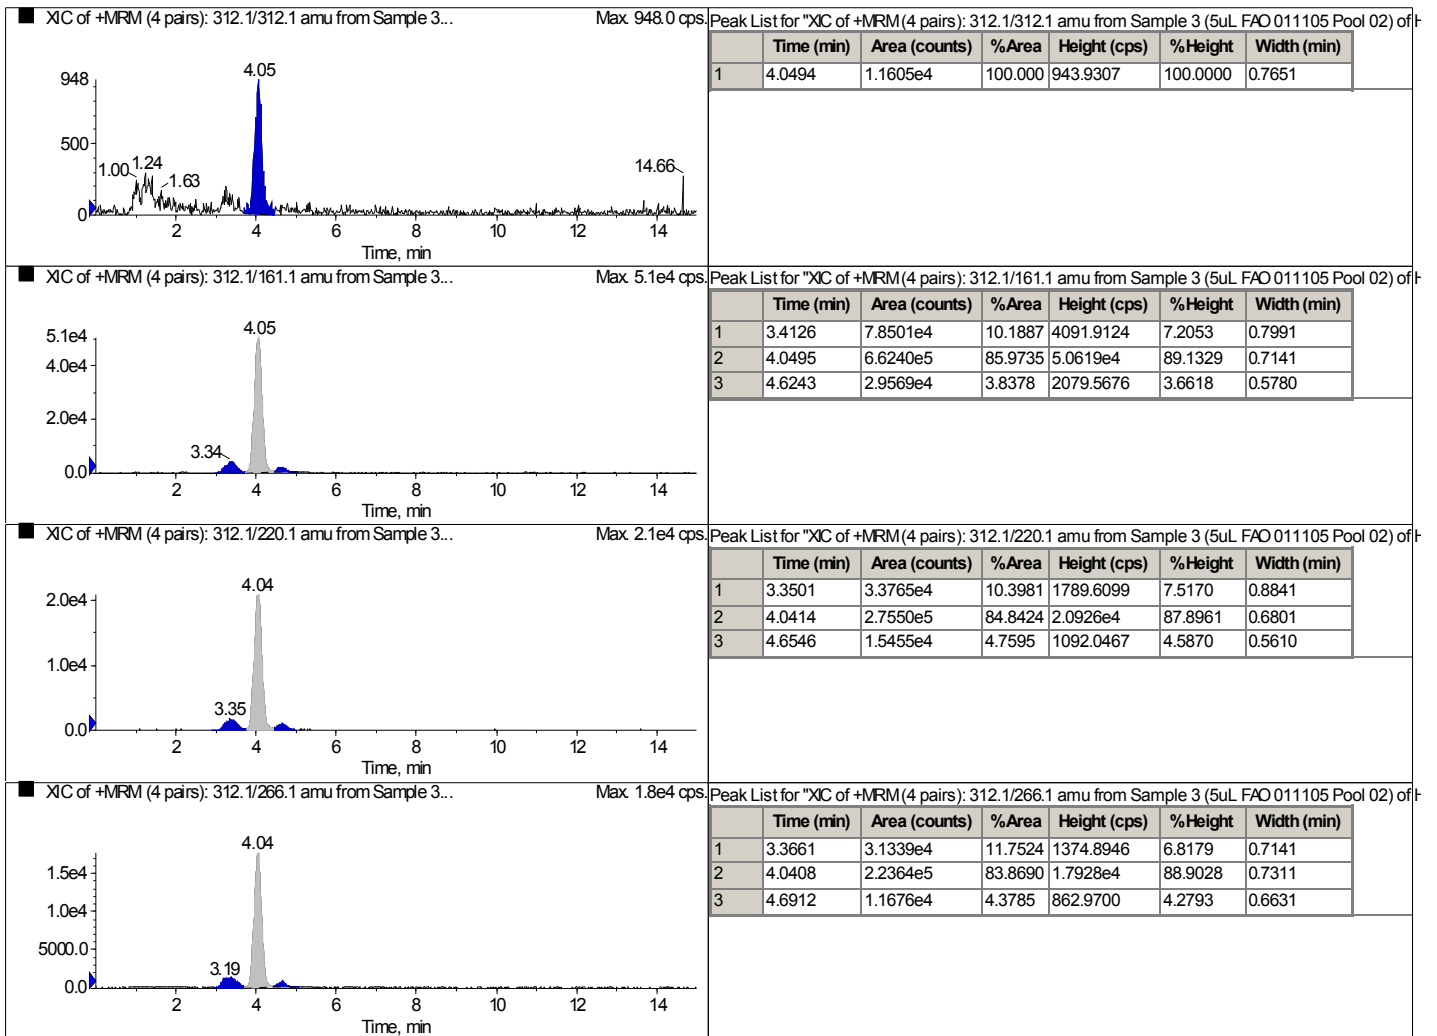 XIC of +MRM (4 pairs): 312.1/312.1 amu from Sample 3... Max. 948.0 cps.
948
500
0
1.00
1.24
1.63
4.05
14.66
2 4 6 8 10 12 14
Time, min
Peak List for "XIC of +MRM (4 pairs): 312.1/312.1 amu from Sample 3 (5uL FAO 011105 Pool 02) of H
Time (min) Area (counts) %Area Height (cps) %Height Width (min)
1 4.0494 1.1605e4 100.000 943.9307 100.0000 0.7651
XIC of +MRM (4 pairs): 312.1/161.1 amu from Sample 3... Max. 5.1e4 cps.
5.1e4
4.0e4
2.0e4
0.0
3.34
4.05
2 4 6 8 10 12 14
Time, min
Peak List for "XIC of +MRM (4 pairs): 312.1/161.1 amu from Sample 3 (5uL FAO 011105 Pool 02) of H
Time (min) Area (counts) %Area Height (cps) %Height Width (min)
1 3.4126 7.8501e4 10.1887 4091.9124 7.2053 0.7991
2 4.0495 6.6240e5 85.9735 5.0619e4 89.1329 0.7141
3 4.6243 2.9569e4 3.8378 2079.5676 3.6618 0.5780
XIC of +MRM (4 pairs): 312.1/220.1 amu from Sample 3... Max. 2.1e4 cps.
2.0e4
1.0e4
0.0
3.35
4.04
2 4 6 8 10 12 14
Time, min
Peak List for "XIC of +MRM (4 pairs): 312.1/220.1 amu from Sample 3 (5uL FAO 011105 Pool 02) of H
Time (min) Area (counts) %Area Height (cps) %Height Width (min)
1 3.3501 3.3765e4 10.3981 1789.6099 7.5170 0.8841
2 4.0414 2.7550e5 84.8424 2.0926e4 87.8961 0.6801
3 4.6546 1.5455e4 4.7595 1092.0467 4.5870 0.5610
XIC of +MRM (4 pairs): 312.1/266.1 amu from Sample 3... Max. 1.8e4 cps.
1.5e4
1.0e4
5000.0
0.0
3.19
4.04
2 4 6 8 10 12 14
Time, min
Peak List for "XIC of +MRM (4 pairs): 312.1/266.1 amu from Sample 3 (5uL FAO 011105 Pool 02) of H
Time (min) Area (counts) %Area Height (cps) %Height Width (min)
1 3.3661 3.1339e4 11.7524 1374.8946 6.8179 0.7141
2 4.0408 2.2364e5 83.8690 1.7928e4 88.9028 0.7311
3 4.6912 1.1676e4 4.3785 862.9700 4.2793 0.6631